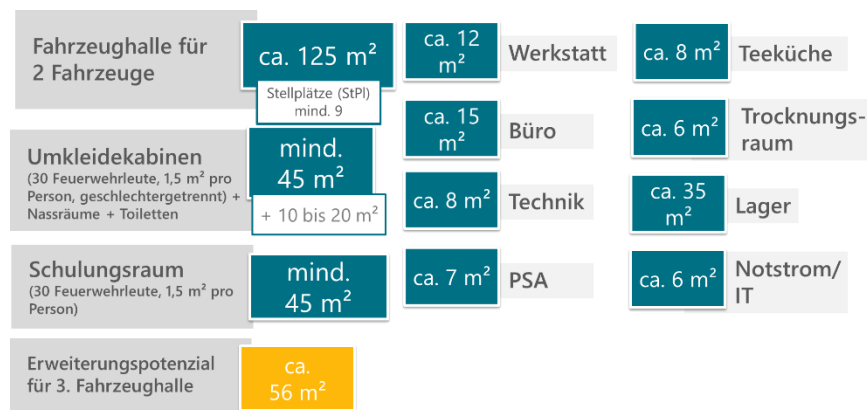 Fahrzeughalle für
2 Fahrzeuge
ca. 125 m²
Stellplätze (StPl)
mind. 9
Umkleidekabinen
(30 Feuerwehrleute, 1,5 m² pro
Person, geschlechtergetrennt) +
Nassräume + Toiletten
mind.
45 m²
+ 10 bis 20 m²
Schulungsraum
(30 Feuerwehrleute, 1,5 m² pro
Person)
mind.
45 m²
Erweiterungspotenzial
für 3. Fahrzeughalle
ca.
56 m²
ca. 12
m²
Werkstatt
ca. 15
m²
Büro
ca. 8 m²
Technik
ca. 7 m²
PSA
ca. 8 m²
Teeküche
ca. 6 m²
Trocknungs-
raum
ca. 35
m²
Lager
ca. 6 m²
Notstrom/
IT